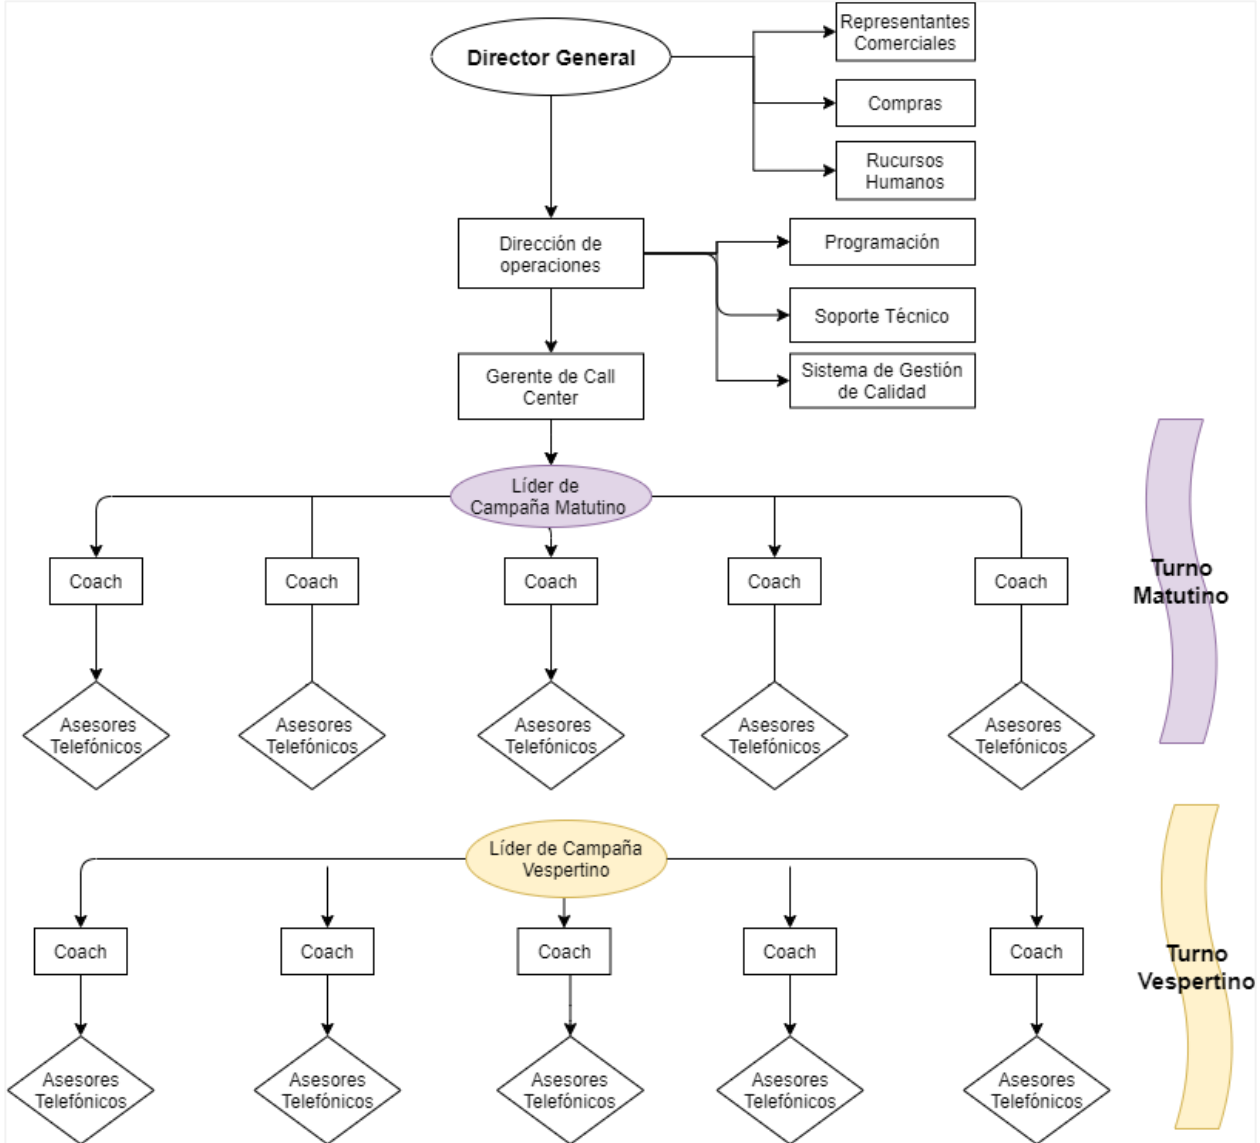 Director General
Representantes
Comerciales
Compras
Rucursos
Humanos
Dirección de
operaciones
Programación
Soporte Técnico
Sistema de Gestión
de Calidad
Gerente de Call
Center
Líder de
Campaña Matutino
Coach
Coach
Coach
Coach
Coach
Turno
Matutino
Asesores
Telefónicos
Asesores
Telefónicos
Asesores
Telefónicos
Asesores
Telefónicos
Asesores
Telefónicos
Líder de Campaña
Vespertino
Coach
Coach
Coach
Coach
Coach
Turno
Vespertino
Asesores
Telefónicos
Asesores
Telefónicos
Asesores
Telefónicos
Asesores
Telefónicos
Asesores
Telefónicos